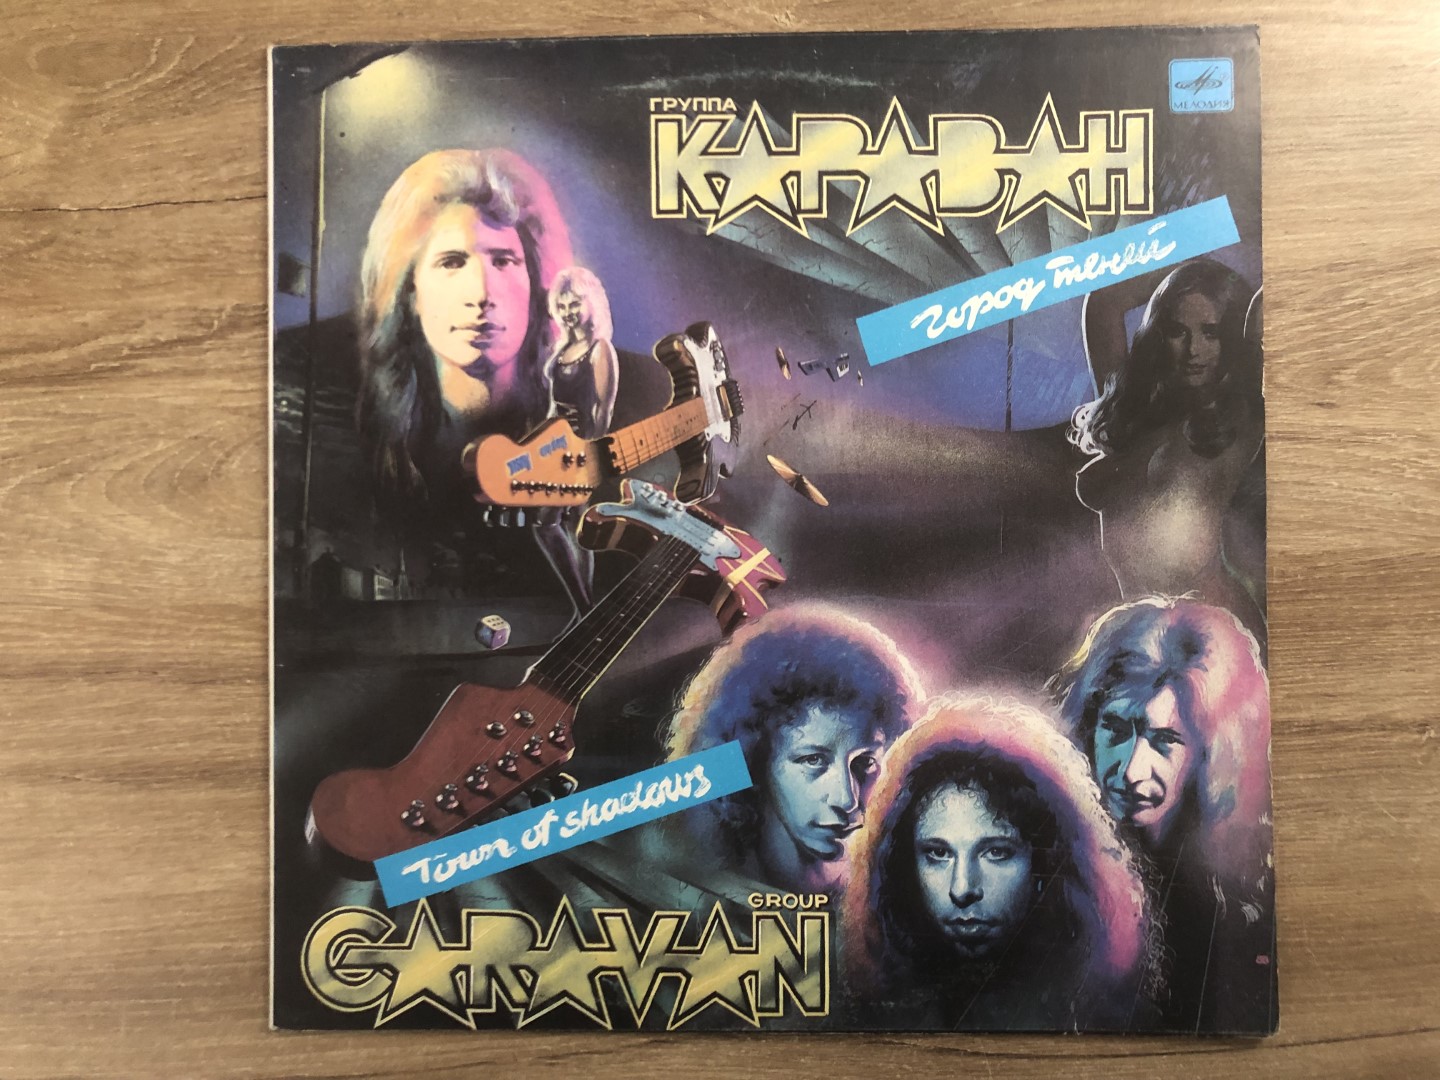 ГРУППА
КАРАВАН
МЕЛОДИЯ
город теней
Town of shadows
GROUP
CARAVAN